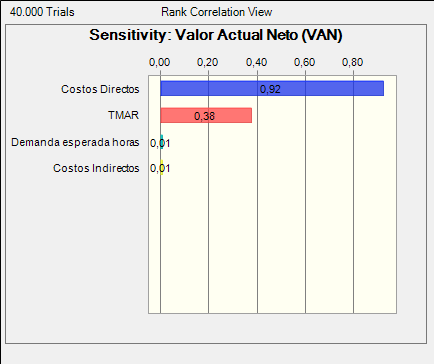 40.000 Trials Rank Correlation View
Sensitivity: Valor Actual Neto (VAN)
0,00 0,20 0,40 0,60 0,80
Costos Directos 0,92
TMAR 0,38
Demanda esperada horas 0,01
Costos Indirectos 0,01